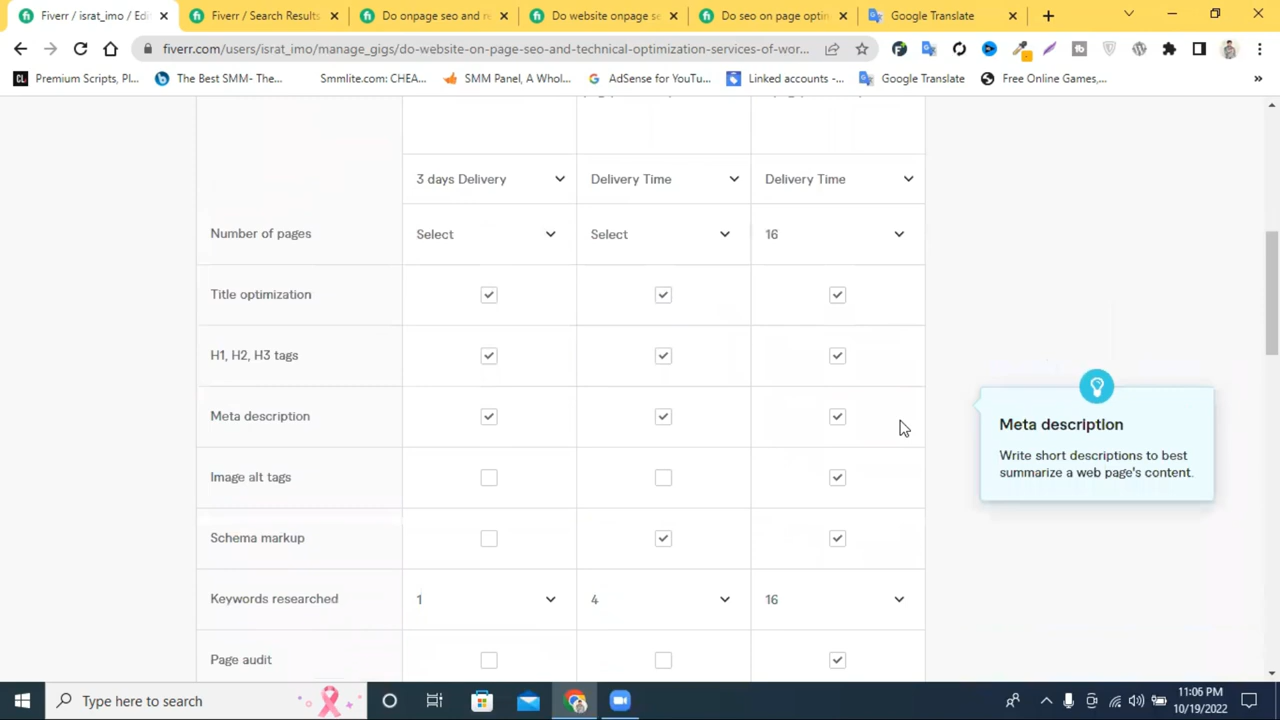 Fiverr / israt_imo / Edi
Fiverr / Search Results
Do onpage seo and re
Do website onpage se
Do seo on page optin
Google Translate
fiverr.com/users/israt_imo/manage_gigs/do-website-on-page-seo-and-technical-optimization-services-of-wor...
Premium Scripts, Pl...
The Best SMM- The...
Smmlite.com: CHEA...
SMM Panel, A Whol...
AdSense for YouTu...
Linked accounts -...
Google Translate
Free Online Games,...
»
3 days Delivery
Delivery Time
Delivery Time
Number of pages
Select
Select
16
Title optimization
H1, H2, H3 tags
Meta description
Image alt tags
Schema markup
Keywords researched
1
4
16
Page audit
Meta description
Write short descriptions to best
summarize a web page's content.
Type here to search
11:06 PM
10/19/2022